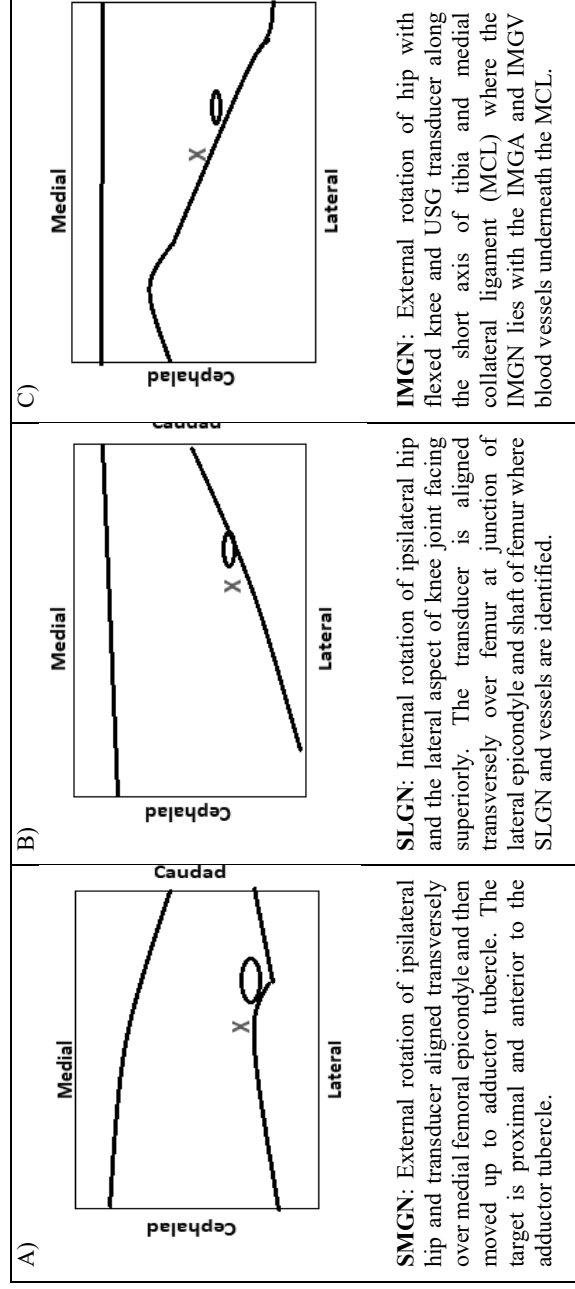 A)
Medial
Cephalad
Caudad
Lateral
SMGN: External rotation of ipsilateral
hip and transducer aligned transversely
over medial femoral epicondyle and then
moved up to adductor tubercle. The
target is proximal and anterior to the
adductor tubercle.
B)
Medial
Cephalad
Caudad
Lateral
SLGN: Internal rotation of ipsilateral hip
and the lateral aspect of knee joint facing
superiorly. The transducer is aligned
transversely over femur at junction of
lateral epicondyle and shaft of femur where
SLGN and vessels are identified.
C)
Medial
Cephalad
Lateral
IMGN: External rotation of hip with
flexed knee and USG transducer along
the short axis of tibia and medial
collateral ligament (MCL) where the
IMGN lies with the IMGA and IMGV
blood vessels underneath the MCL.
X
X
X